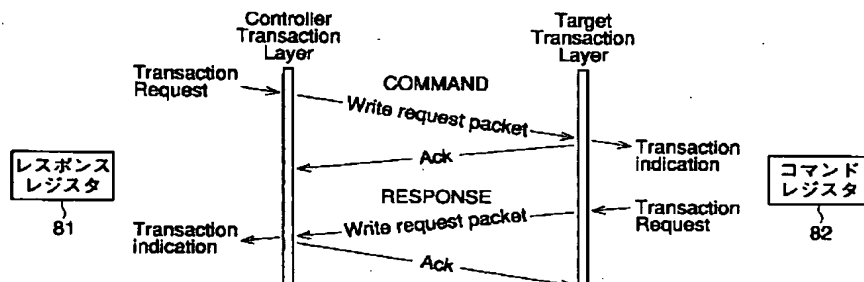 Controller
Transaction
Layer
Target
Transaction
Layer
Transaction
Request
COMMAND
Write request packet
Ack
Transaction
indication
レスポンス
レジスタ
81
コマンド
レジスタ
82
RESPONSE
Transaction
Request
Write request packet
Transaction
indication
Ack